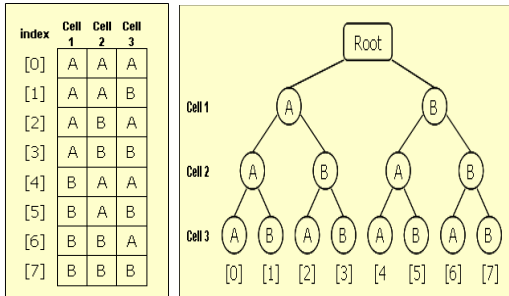 index Cell 1 Cell 2 Cell 3
[0] A A A
[1] A A B
[2] A B A
[3] A B B
[4] B A A
[5] B A B
[6] B B A
[7] B B B
Root
Cell 1 A B
Cell 2 A B A B
Cell 3 A B A B A B A B
[0] [1] [2] [3] [4 [5] [6] [7]